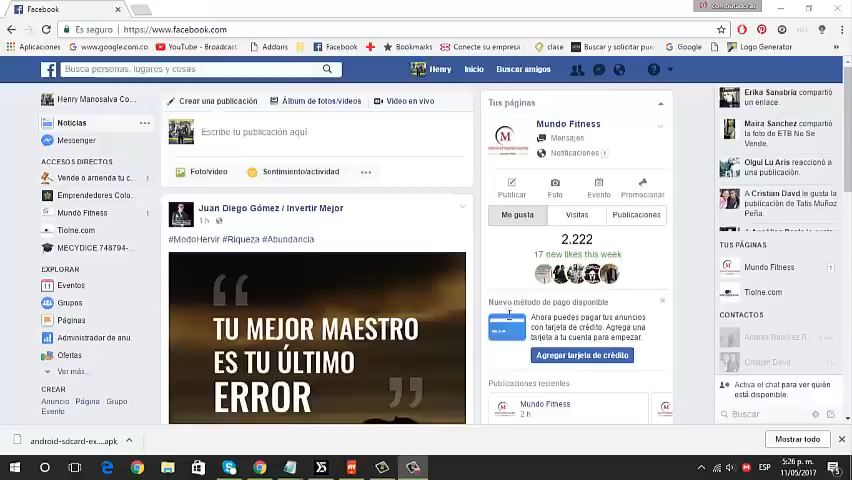 computadoras
Facebook
Es seguro
https://www.facebook.com
Aplicaciones
www.google.com.co
YouTube - Broadcast
Addons
Facebook
Bookmarks
Conecte su empresa
clase
Buscar y solicitar pue
Google
Logo Generator
Busca personas, lugares y cosas
Henry
Inicio
Buscar amigos
Henry Manosalva Co...
Noticias
Messenger
ACCESOS DIRECTOS
Vende o arrienda tu c...
Emprendedores Colo...
Mundo Fitness 1
Tiolne.com
MECYDICE 748794-...
EXPLORAR
Eventos
Grupos
Páginas
Administrador de anu...
Ofertas
Ver más...
CREAR
Anuncio · Página · Grupo ·
Evento
Crear una publicación
Álbum de fotos/videos
Video en vivo
Escribe tu publicación aquí
Foto/video
Sentimiento/actividad
Juan Diego Gómez / Invertir Mejor
1 h
#ModoHervir #Riqueza #Abundancia
“
TU MEJOR MAESTRO
ES TU ÚLTIMO
ERROR
”
Tus páginas
Mundo Fitness
Mensajes
Notificaciones 1
Publicar
Foto
Evento
Promocionar
Me gusta
Visitas
Publicaciones
2.222
17 new likes this week
Nuevo método de pago disponible
Ahora puedes pagar tus anuncios
con tarjeta de crédito. Agrega una
tarjeta a tu cuenta para empezar.
Agregar tarjeta de crédito
Publicaciones recientes
Mundo Fitness
2 h
Erika Sanabria compartió
un enlace.
Maira Sanchez compartió
la foto de ETB No Se
Vende.
Olgui Lu Aris reaccionó a
una publicación.
A Cristian Davd le gusta la
publicación de Tatis Muñoz
Peña.
TUS PÁGINAS
Mundo Fitness 1
Tiolne.com
CONTACTOS
Andres Ramirez R
Cristian Davd
Activa el chat para ver quién
está disponible.
Buscar
android-sdcard-ex....apk
Mostrar todo
ESP
5:26 p. m.
11/05/2017